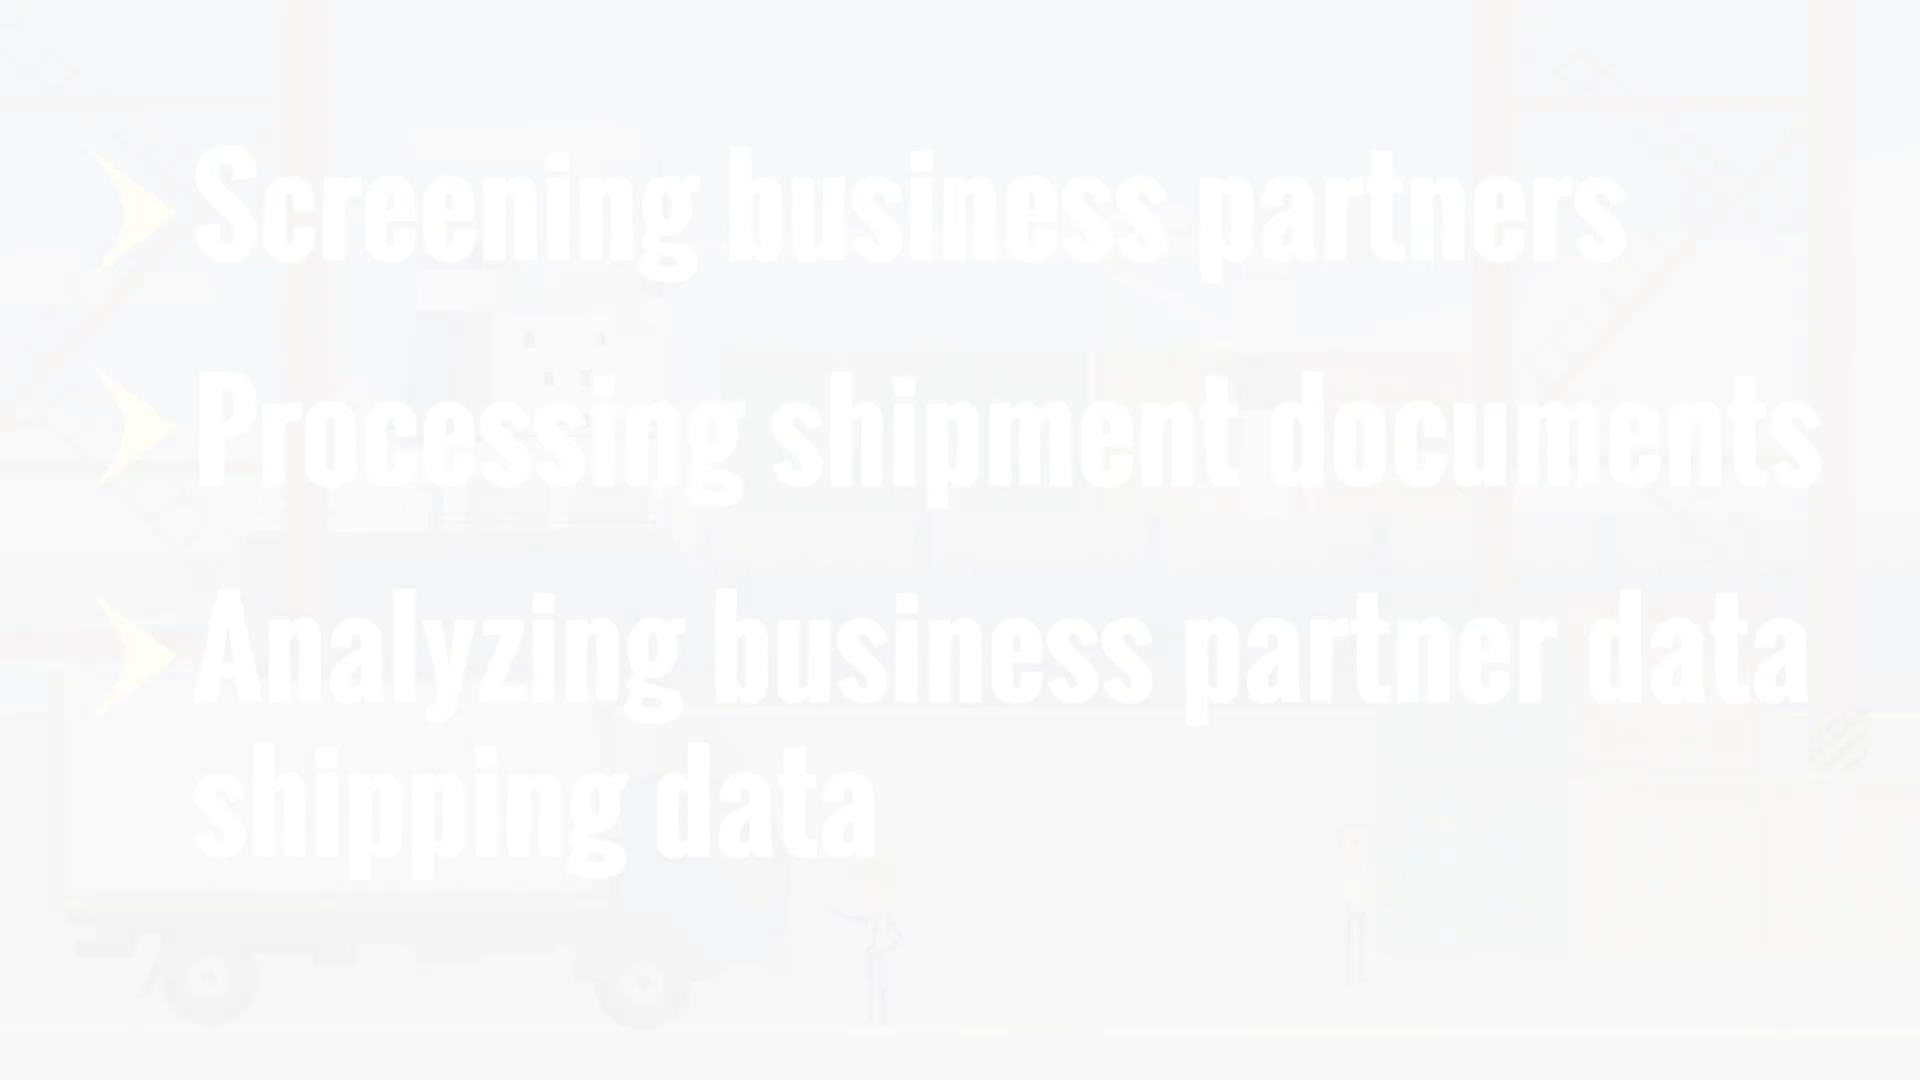 Screening business partners
Processing shipment documents
Analyzing business partner data
shipping data